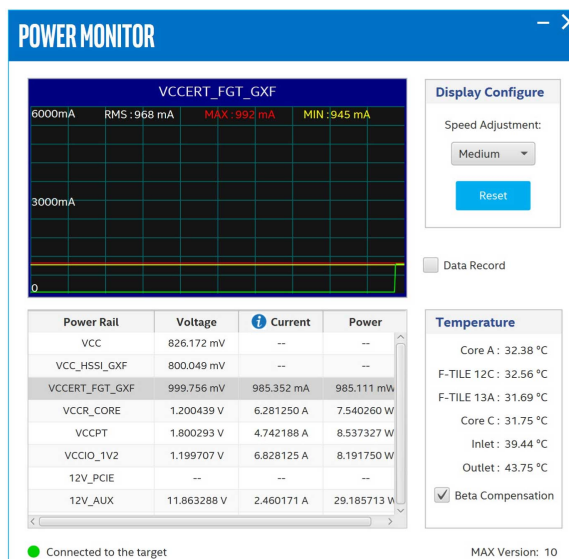 POWER MONITOR
VCCERT_FGT_GXF
6000mA RMS :968 mA MAX :992 mA MIN :945 mA
3000mA
0
Display Configure
Speed Adjustment:
Medium
Reset
Data Record
Power Rail Voltage i Current Power
VCC 826.172 mV -- --
VCC_HSSI_GXF 800.049 mV -- --
VCCERT_FGT_GXF 999.756 mV 985.352 mA 985.111 mW
VCCR_CORE 1.200439 V 6.281250 A 7.540260 W
VCCPT 1.800293 V 4.742188 A 8.537327 W
VCCIO_1V2 1.199707 V 6.828125 A 8.191750 W
12V_PCIE -- -- --
12V_AUX 11.863288 V 2.460171 A 29.185713 W
Temperature
Core A : 32.38 °C
F-TILE 12C : 32.56 °C
F-TILE 13A : 31.69 °C
Core C : 31.75 °C
Inlet : 39.44 °C
Outlet : 43.75 °C
Beta Compensation
Connected to the target
MAX Version: 10